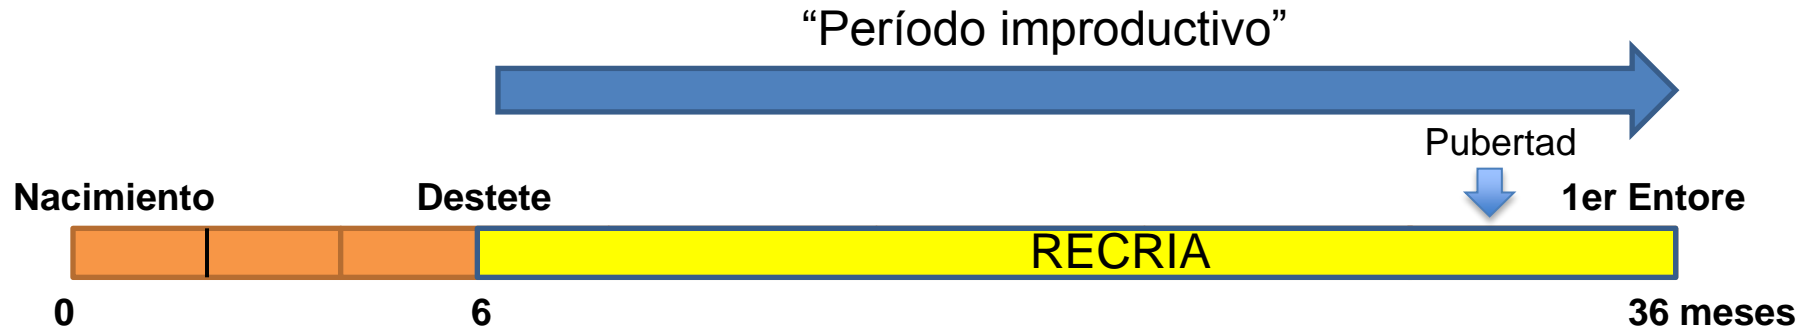 “Período improductivo”
Pubertad
Nacimiento Destete 1er Entore
RECRIA
0 6 36 meses